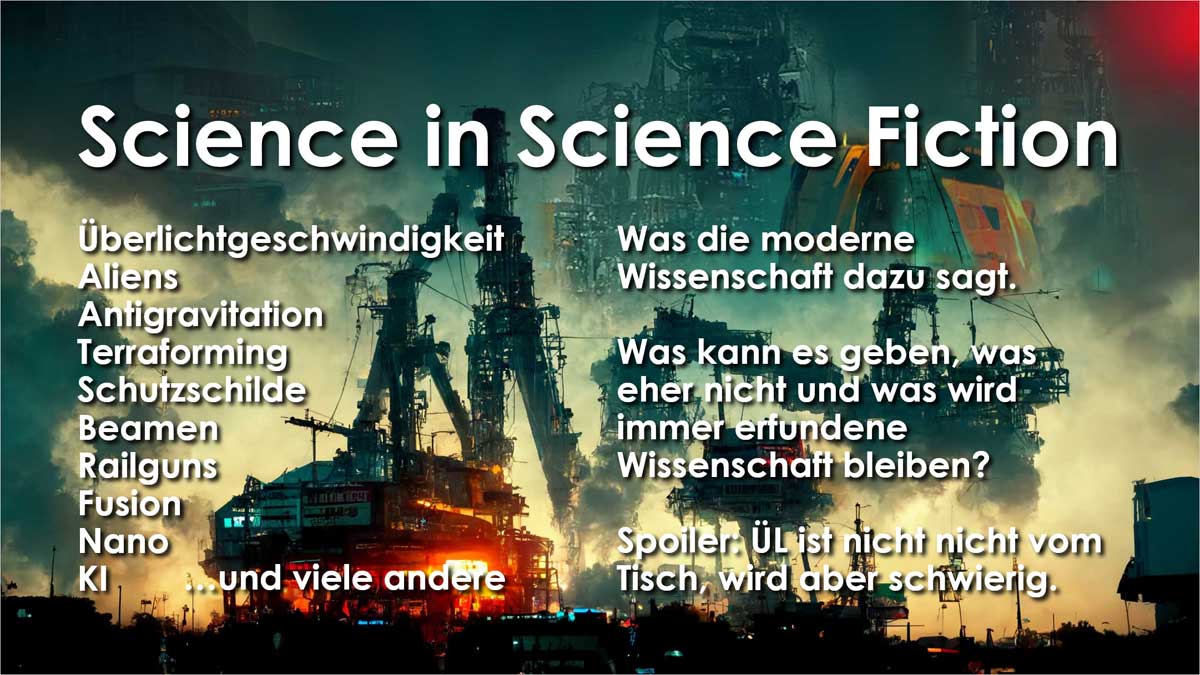 Science in Science Fiction
Überlichtgeschwindigkeit
Aliens
Antigravitation
Terraforming
Schutzschilde
Beamen
Railguns
Fusion
Nano
KI ...und viele andere
Was die moderne
Wissenschaft dazu sagt.
Was kann es geben, was
eher nicht und was wird
immer erfundene
Wissenschaft bleiben?
Spoiler: ÜL ist nicht nicht vom
Tisch, wird aber schwierig.